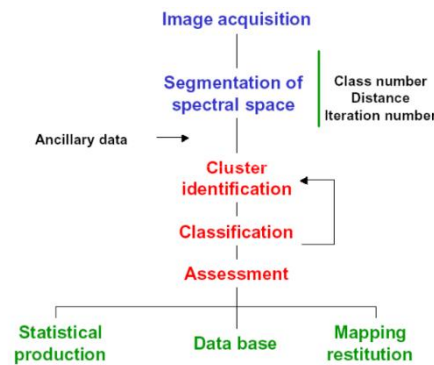 Image acquisition
Segmentation of
spectral space
Class number
Distance
Iteration number
Ancillary data
Cluster
identification
Classification
Assessment
Statistical
production
Data base
Mapping
restitution